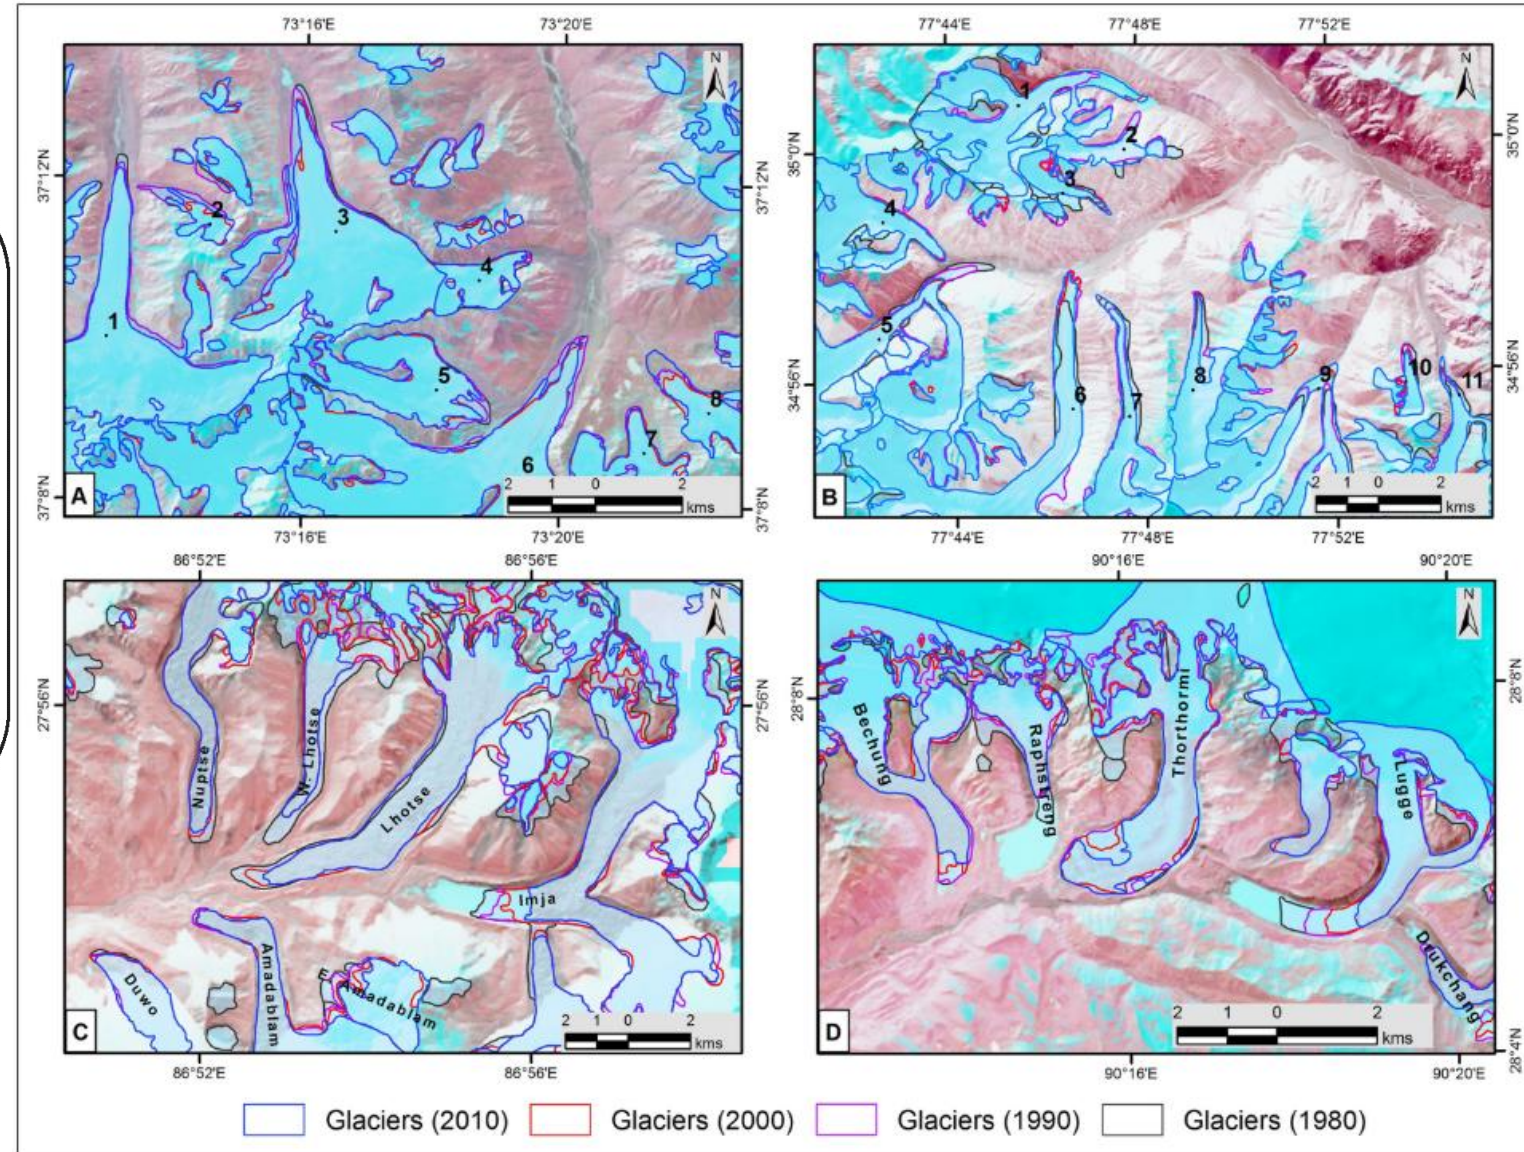 73°16'E 73°20'E 77°44'E 77°48'E 77°52'E
N N
37°12'N 37°12'N 35°0'N 35°0'N
1 2 3 4 5 6 7 8
1 2 3 4 5 6 7 8 9 10 11
34°56'N 34°56'N
37°8'N 37°8'N
A 2 1 0 2 kms
B 2 1 0 2 kms
73°16'E 73°20'E 77°44'E 77°48'E 77°52'E
86°52'E 86°56'E 90°16'E 90°20'E
N N
27°56'N 27°56'N 28°8'N 28°8'N
Nuptse
W. Lhotse
Lhotse
Imja
Duwo
Amadablam
E Amadablam
Bechung
Raphstreng
Thorthormi
Lugge
Drukchang
C 2 1 0 2 kms
D 2 1 0 2 kms
28°4'N
86°52'E 86°56'E 90°16'E 90°20'E
Glaciers (2010) Glaciers (2000) Glaciers (1990) Glaciers (1980)